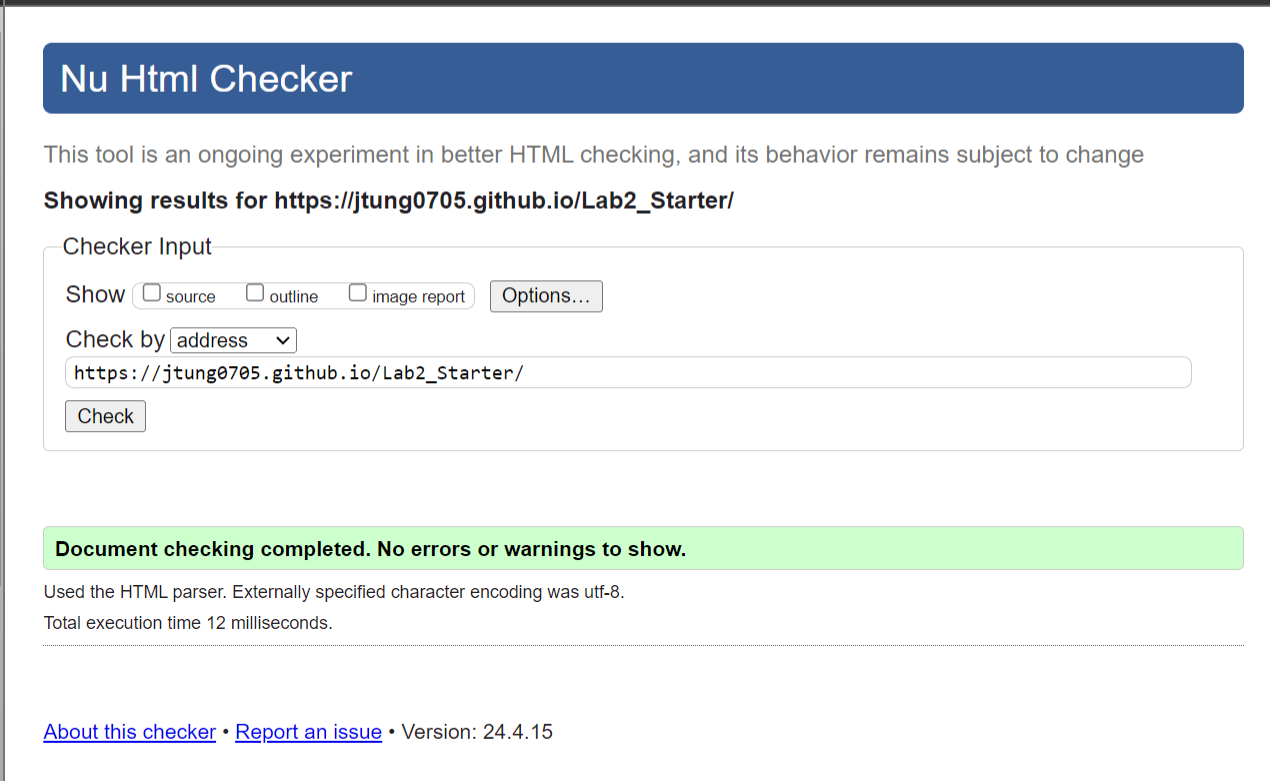 Nu Html Checker
This tool is an ongoing experiment in better HTML checking, and its behavior remains subject to change
Showing results for https://jtung0705.github.io/Lab2_Starter/
Checker Input
Show source outline image report Options...
Check by address
https://jtung0705.github.io/Lab2_Starter/
Check
Document checking completed. No errors or warnings to show.
Used the HTML parser. Externally specified character encoding was utf-8.
Total execution time 12 milliseconds.
About this checker • Report an issue • Version: 24.4.15